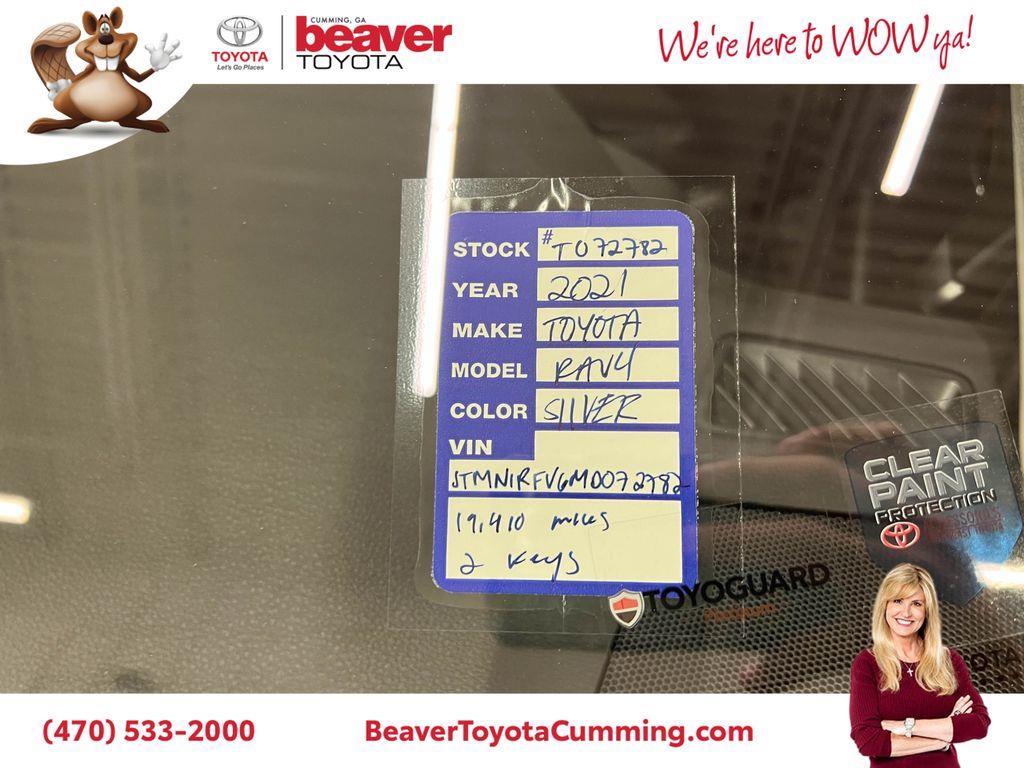 CUMMING, GA
TOYOTA
Let's Go Places
beaver
TOYOTA
We're here to WOW ya!
STOCK #T072782
YEAR 2021
MAKE TOYOTA
MODEL RAV4
COLOR SILVER
VIN
JTMN1RFV6MD072782
19,410 miles
2 keys
CLEAR
PAINT
PROTECTION
TOYOGUARD
Platinum
(470) 533-2000
BeaverToyotaCumming.com